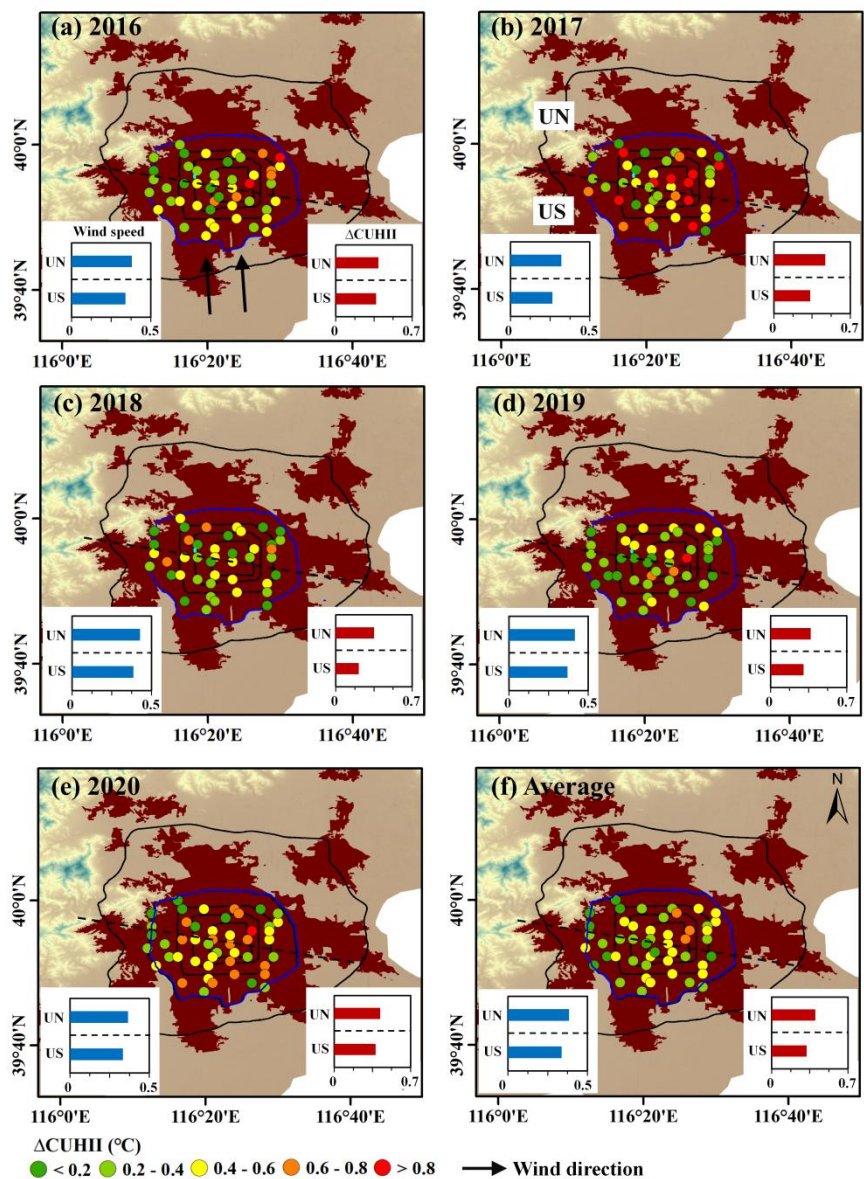 (a) 2016
(b) 2017
40°0'N
UN
US
Wind speed
ΔCUHII
UN
US
0
0.5
UN
US
0
0.7
UN
US
0
0.5
UN
US
0
0.7
39°40'N
116°0'E
116°20'E
116°40'E
116°0'E
116°20'E
116°40'E
(c) 2018
(d) 2019
40°0'N
UN
US
0
0.5
UN
US
0
0.7
UN
US
0
0.5
UN
US
0
0.7
39°40'N
116°0'E
116°20'E
116°40'E
116°0'E
116°20'E
116°40'E
(e) 2020
(f) Average
N
40°0'N
UN
US
0
0.5
UN
US
0
0.7
UN
US
0
0.5
UN
US
0
0.7
39°40'N
116°0'E
116°20'E
116°40'E
116°0'E
116°20'E
116°40'E
ΔCUHII (℃)
< 0.2
0.2 - 0.4
0.4 - 0.6
0.6 - 0.8
> 0.8
Wind direction